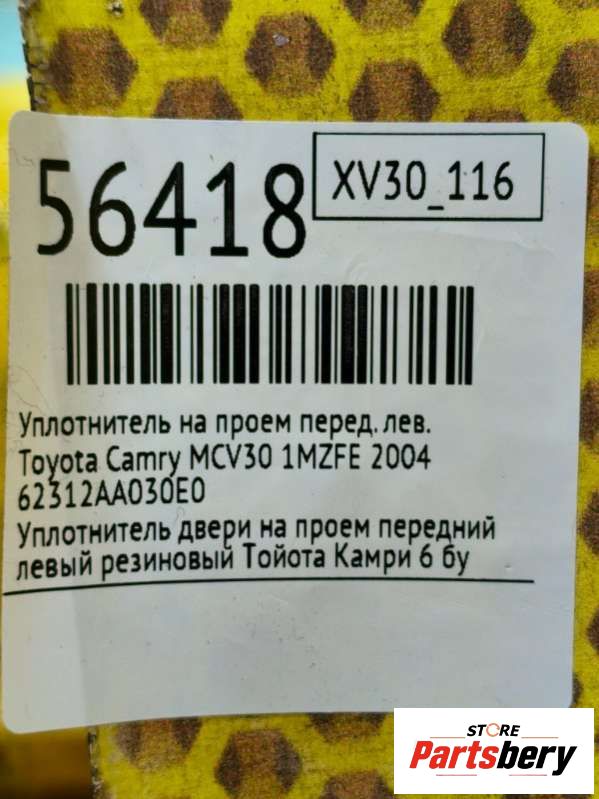 56418
XV30_116
Уплотнитель на проем перед. лев.
Toyota Camry MCV30 1MZFE 2004
62312AA030E0
Уплотнитель двери на проем передний
левый резиновый Тойота Камри 6 бу
STORE
Partsbery